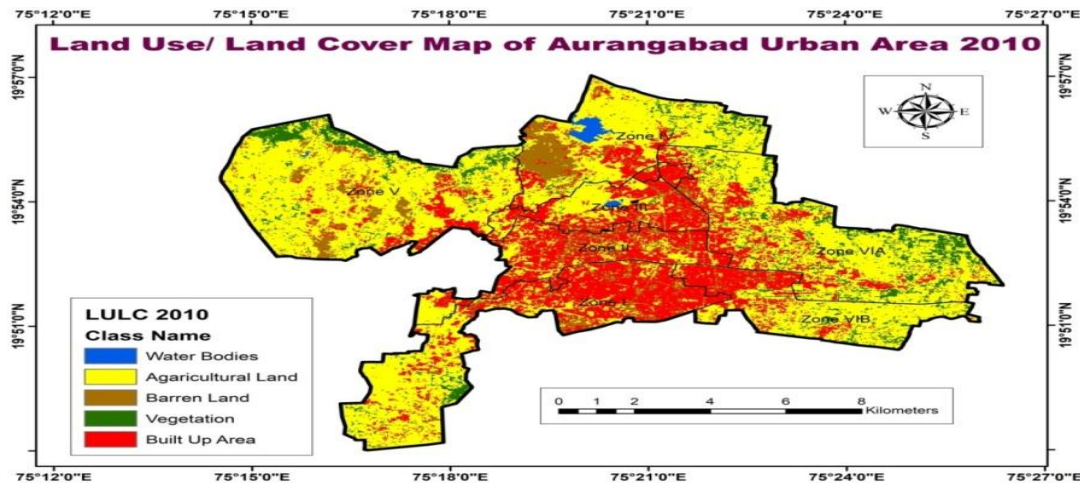 75°12'0"E 75°15'0"E 75°18'0"E 75°21'0"E 75°24'0"E 75°27'0"E
Land Use/ Land Cover Map of Aurangabad Urban Area 2010
19°57'0"N
19°57'0"N
N
W E
S
Zone IV
Zone V
19°54'0"N
19°54'0"N
Zone III
Zone II
Zone VIA
Zone I
Zone VIB
19°51'0"N
19°51'0"N
LULC 2010
Class Name
Water Bodies
Agaricultural Land
Barren Land
Vegetation
Built Up Area
0 1 2 4 6 8
Kilometers
75°12'0"E 75°15'0"E 75°18'0"E 75°21'0"E 75°24'0"E 75°27'0"E